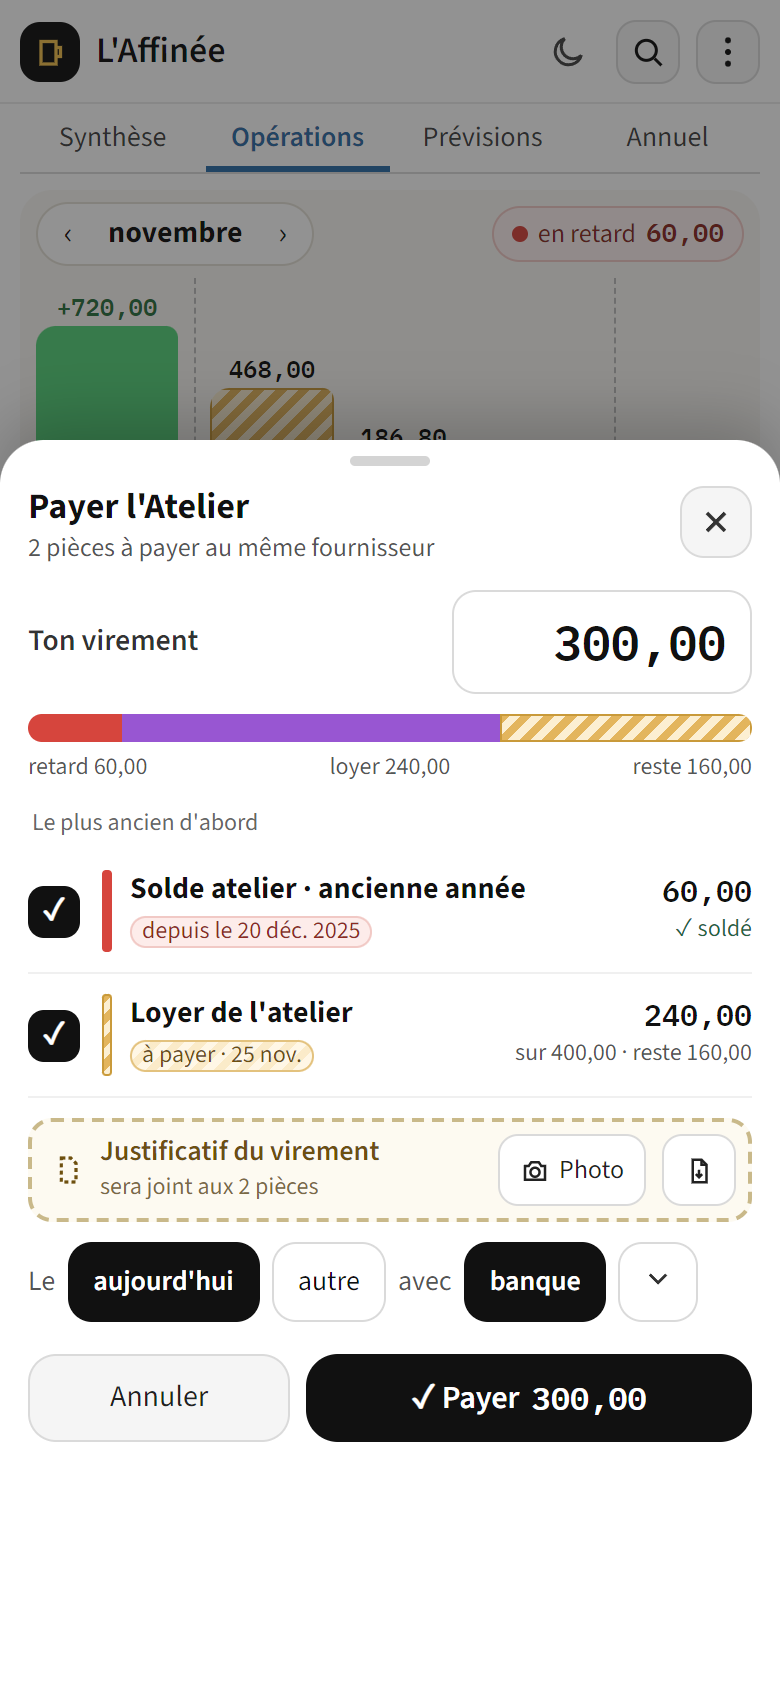 L'Affinée
Synthèse Opérations Prévisions Annuel
‹ novembre › en retard 60,00
+720,00
468,00
186,80
Payer l'Atelier
2 pièces à payer au même fournisseur
Ton virement 300,00
retard 60,00 loyer 240,00 reste 160,00
Le plus ancien d'abord
Solde atelier · ancienne année 60,00
depuis le 20 déc. 2025 ✓ soldé
Loyer de l'atelier 240,00
à payer · 25 nov. sur 400,00 · reste 160,00
Justificatif du virement
sera joint aux 2 pièces
Photo
Le aujourd'hui autre avec banque
Annuler ✓ Payer 300,00